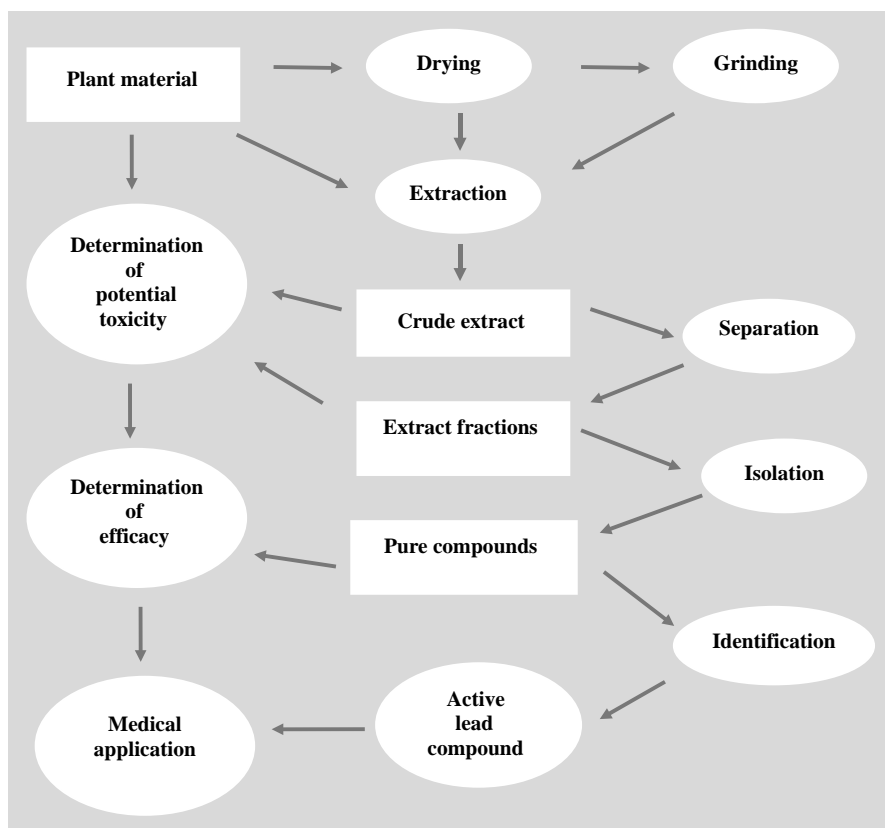 Plant material
Drying
Grinding
Extraction
Determination
of
potential
toxicity
Crude extract
Separation
Extract fractions
Isolation
Determination
of
efficacy
Pure compounds
Identification
Active
lead
compound
Medical
application